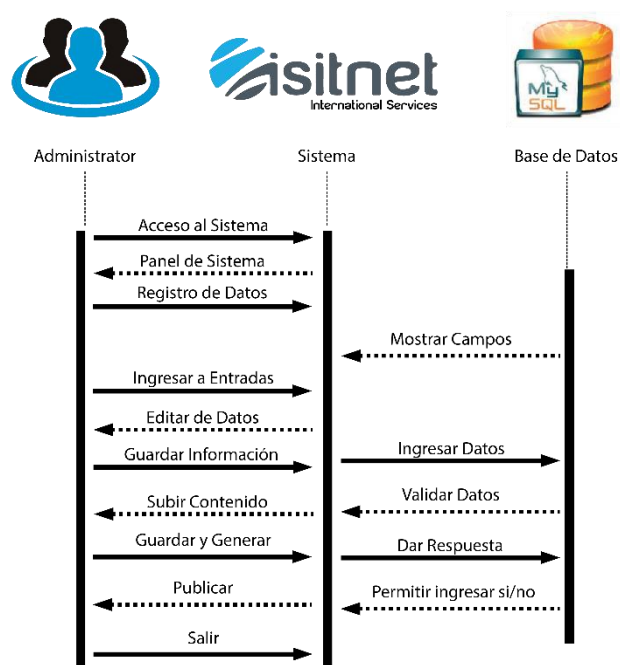 isitnet
International Services
My
SQL
Administrator
Sistema
Base de Datos
Acceso al Sistema
Panel de Sistema
Registro de Datos
Mostrar Campos
Ingresar a Entradas
Editar de Datos
Guardar Información
Ingresar Datos
Subir Contenido
Validar Datos
Guardar y Generar
Dar Respuesta
Publicar
Permitir ingresar si/no
Salir